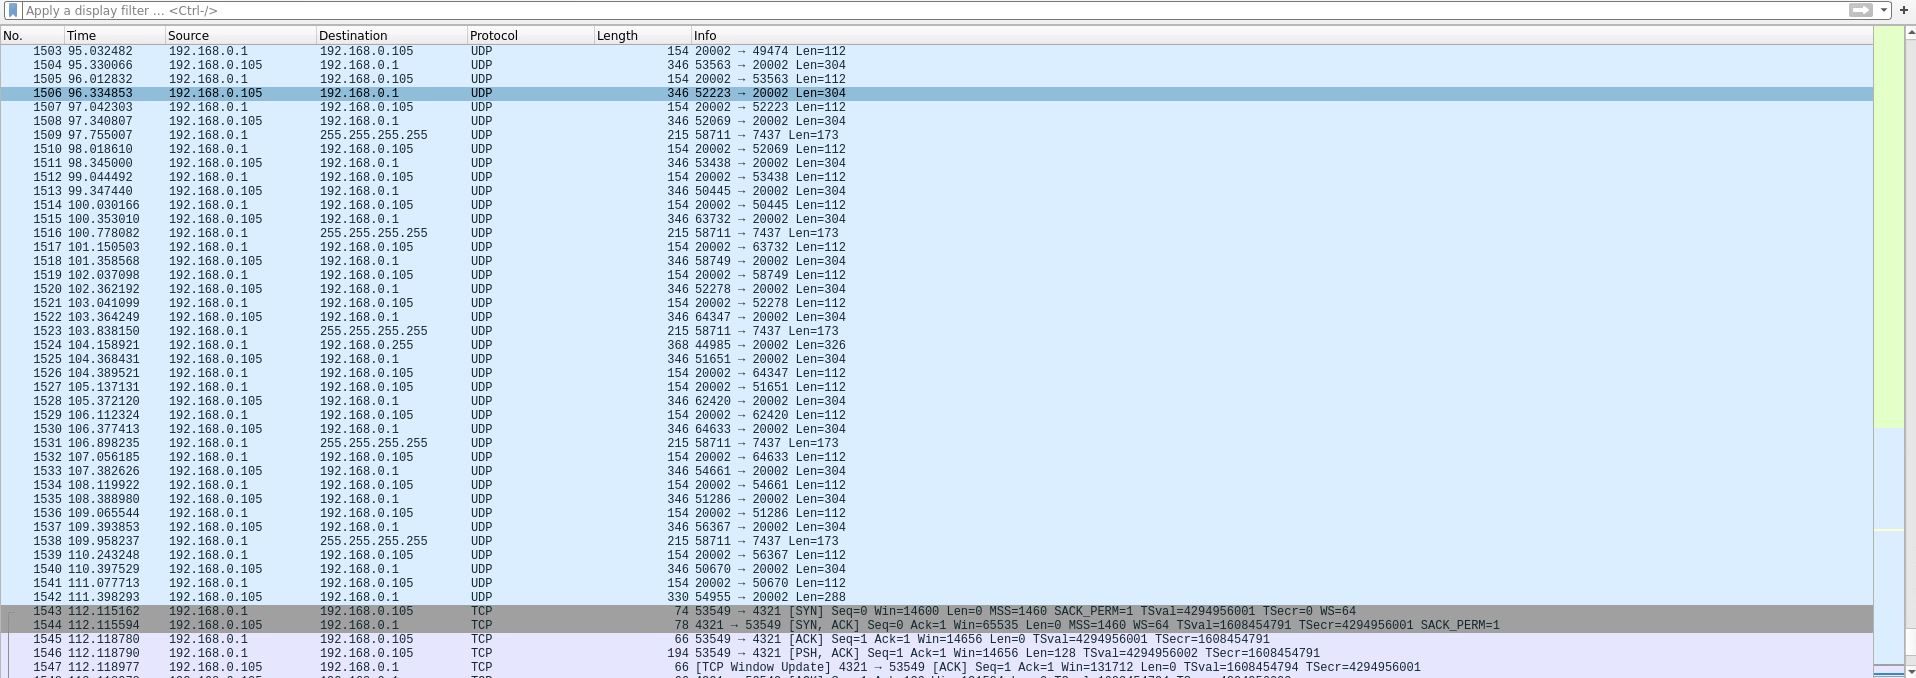 Apply a display filter ... <Ctrl-/>
No. Time Source Destination Protocol Length Info
1503 95.032482 192.168.0.1 192.168.0.105 UDP 154 20002 → 49474 Len=112
1504 95.330066 192.168.0.105 192.168.0.1 UDP 346 53563 → 20002 Len=304
1505 96.012832 192.168.0.1 192.168.0.105 UDP 154 20002 → 53563 Len=112
1506 96.334853 192.168.0.105 192.168.0.1 UDP 346 52223 → 20002 Len=304
1507 97.042303 192.168.0.1 192.168.0.105 UDP 154 20002 → 52223 Len=112
1508 97.340807 192.168.0.105 192.168.0.1 UDP 346 52069 → 20002 Len=304
1509 97.755007 192.168.0.1 255.255.255.255 UDP 215 58711 → 7437 Len=173
1510 98.018610 192.168.0.1 192.168.0.105 UDP 154 20002 → 52069 Len=112
1511 98.345000 192.168.0.105 192.168.0.1 UDP 346 53438 → 20002 Len=304
1512 99.044492 192.168.0.1 192.168.0.105 UDP 154 20002 → 53438 Len=112
1513 99.347440 192.168.0.105 192.168.0.1 UDP 346 50445 → 20002 Len=304
1514 100.030166 192.168.0.1 192.168.0.105 UDP 154 20002 → 50445 Len=112
1515 100.353010 192.168.0.105 192.168.0.1 UDP 346 63732 → 20002 Len=304
1516 100.778082 192.168.0.1 255.255.255.255 UDP 215 58711 → 7437 Len=173
1517 101.150503 192.168.0.1 192.168.0.105 UDP 154 20002 → 63732 Len=112
1518 101.358568 192.168.0.105 192.168.0.1 UDP 346 58749 → 20002 Len=304
1519 102.037098 192.168.0.1 192.168.0.105 UDP 154 20002 → 58749 Len=112
1520 102.362192 192.168.0.105 192.168.0.1 UDP 346 52278 → 20002 Len=304
1521 103.041099 192.168.0.1 192.168.0.105 UDP 154 20002 → 52278 Len=112
1522 103.364249 192.168.0.105 192.168.0.1 UDP 346 64347 → 20002 Len=304
1523 103.838150 192.168.0.1 255.255.255.255 UDP 215 58711 → 7437 Len=173
1524 104.158921 192.168.0.1 192.168.0.255 UDP 368 44985 → 20002 Len=326
1525 104.368431 192.168.0.105 192.168.0.1 UDP 346 51651 → 20002 Len=304
1526 104.389521 192.168.0.1 192.168.0.105 UDP 154 20002 → 64347 Len=112
1527 105.137131 192.168.0.1 192.168.0.105 UDP 154 20002 → 51651 Len=112
1528 105.372120 192.168.0.105 192.168.0.1 UDP 346 62420 → 20002 Len=304
1529 106.112324 192.168.0.1 192.168.0.105 UDP 154 20002 → 62420 Len=112
1530 106.377413 192.168.0.105 192.168.0.1 UDP 346 64633 → 20002 Len=304
1531 106.898235 192.168.0.1 255.255.255.255 UDP 215 58711 → 7437 Len=173
1532 107.056185 192.168.0.1 192.168.0.105 UDP 154 20002 → 64633 Len=112
1533 107.382626 192.168.0.105 192.168.0.1 UDP 346 54661 → 20002 Len=304
1534 108.119922 192.168.0.1 192.168.0.105 UDP 154 20002 → 54661 Len=112
1535 108.388980 192.168.0.105 192.168.0.1 UDP 346 51286 → 20002 Len=304
1536 109.065544 192.168.0.1 192.168.0.105 UDP 154 20002 → 51286 Len=112
1537 109.393853 192.168.0.105 192.168.0.1 UDP 346 56367 → 20002 Len=304
1538 109.958237 192.168.0.1 255.255.255.255 UDP 215 58711 → 7437 Len=173
1539 110.243248 192.168.0.1 192.168.0.105 UDP 154 20002 → 56367 Len=112
1540 110.397529 192.168.0.105 192.168.0.1 UDP 346 50670 → 20002 Len=304
1541 111.077713 192.168.0.1 192.168.0.105 UDP 154 20002 → 50670 Len=112
1542 111.398293 192.168.0.105 192.168.0.1 UDP 330 54955 → 20002 Len=288
1543 112.115162 192.168.0.1 192.168.0.105 TCP 74 53549 → 4321 [SYN] Seq=0 Win=14600 Len=0 MSS=1460 SACK_PERM=1 TSval=4294956001 TSecr=0 WS=64
1544 112.115594 192.168.0.105 192.168.0.1 TCP 78 4321 → 53549 [SYN, ACK] Seq=0 Ack=1 Win=65535 Len=0 MSS=1460 WS=64 TSval=1608454791 TSecr=4294956001 SACK_PERM=1
1545 112.118780 192.168.0.1 192.168.0.105 TCP 66 53549 → 4321 [ACK] Seq=1 Ack=1 Win=14656 Len=0 TSval=4294956001 TSecr=1608454791
1546 112.118790 192.168.0.1 192.168.0.105 TCP 194 53549 → 4321 [PSH, ACK] Seq=1 Ack=1 Win=14656 Len=128 TSval=4294956002 TSecr=1608454791
1547 112.118977 192.168.0.105 192.168.0.1 TCP 66 [TCP Window Update] 4321 → 53549 [ACK] Seq=1 Ack=1 Win=131712 Len=0 TSval=1608454794 TSecr=4294956001